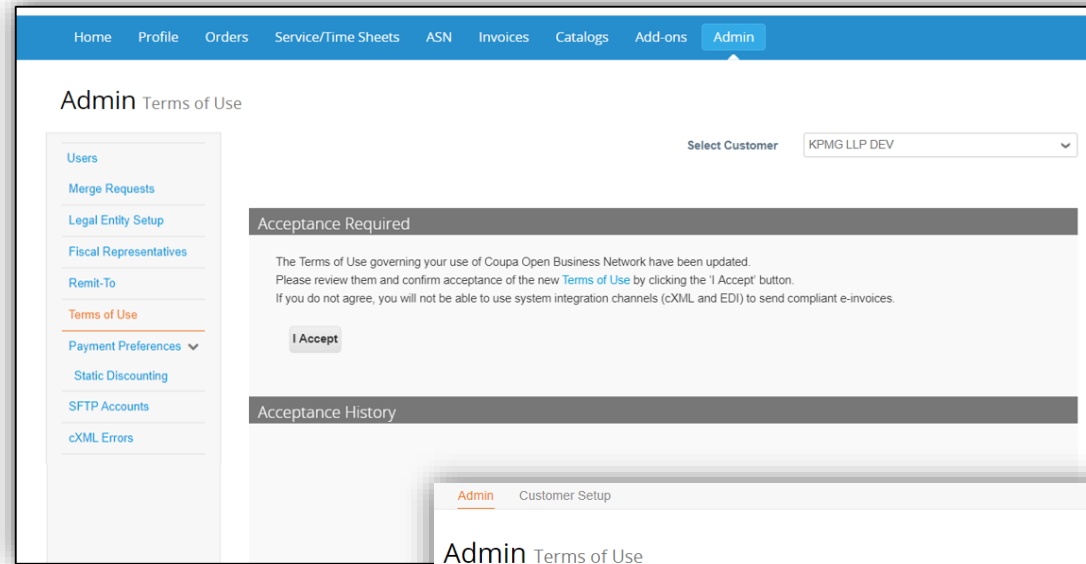 Home Profile Orders Service/Time Sheets ASN Invoices Catalogs Add-ons Admin
Admin Terms of Use
Select Customer KPMG LLP DEV
Users
Merge Requests
Legal Entity Setup
Fiscal Representatives
Remit-To
Terms of Use
Payment Preferences
Static Discounting
SFTP Accounts
cXML Errors
Acceptance Required
The Terms of Use governing your use of Coupa Open Business Network have been updated.
Please review them and confirm acceptance of the new Terms of Use by clicking the 'I Accept' button.
If you do not agree, you will not be able to use system integration channels (cXML and EDI) to send compliant e-invoices.
I Accept
Acceptance History
Admin Customer Setup
Admin Terms of Use